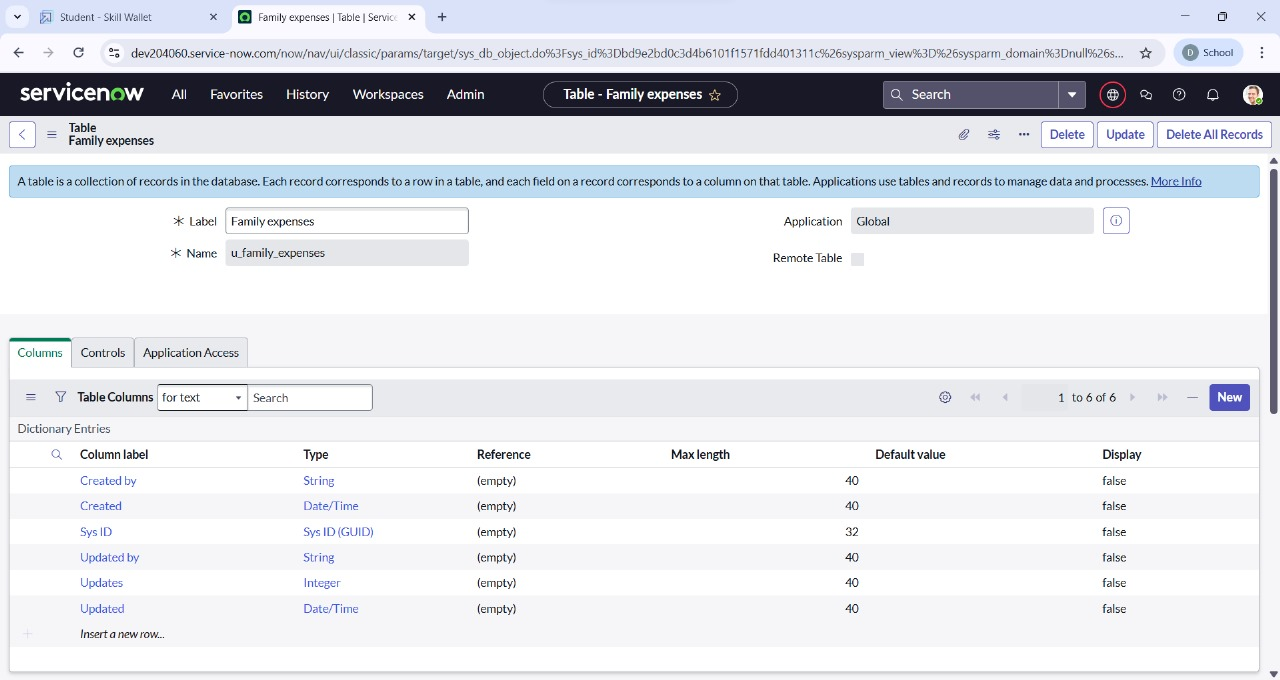 Student - Skill Wallet
Family expenses | Table | Service
dev204060.service-now.com/now/nav/ui/classic/params/target/sys_db_object.do%3Fsys_id%3Dbd9e2bd0c3d4b6101f1571fdd401311c%26sysparm_view%3D%26sysparm_domain%3Dnull%26s...
D School
servicenow All Favorites History Workspaces Admin Table - Family expenses Search
Table
Family expenses
Delete Update Delete All Records
A table is a collection of records in the database. Each record corresponds to a row in a table, and each field on a record corresponds to a column on that table. Applications use tables and records to manage data and processes. More Info
Label Family expenses Application Global
Name u_family_expenses Remote Table
Columns Controls Application Access
Table Columns for text Search 1 to 6 of 6 New
Dictionary Entries
Column label Type Reference Max length Default value Display
Created by String (empty) 40 false
Created Date/Time (empty) 40 false
Sys ID Sys ID (GUID) (empty) 32 false
Updated by String (empty) 40 false
Updates Integer (empty) 40 false
Updated Date/Time (empty) 40 false
Insert a new row...